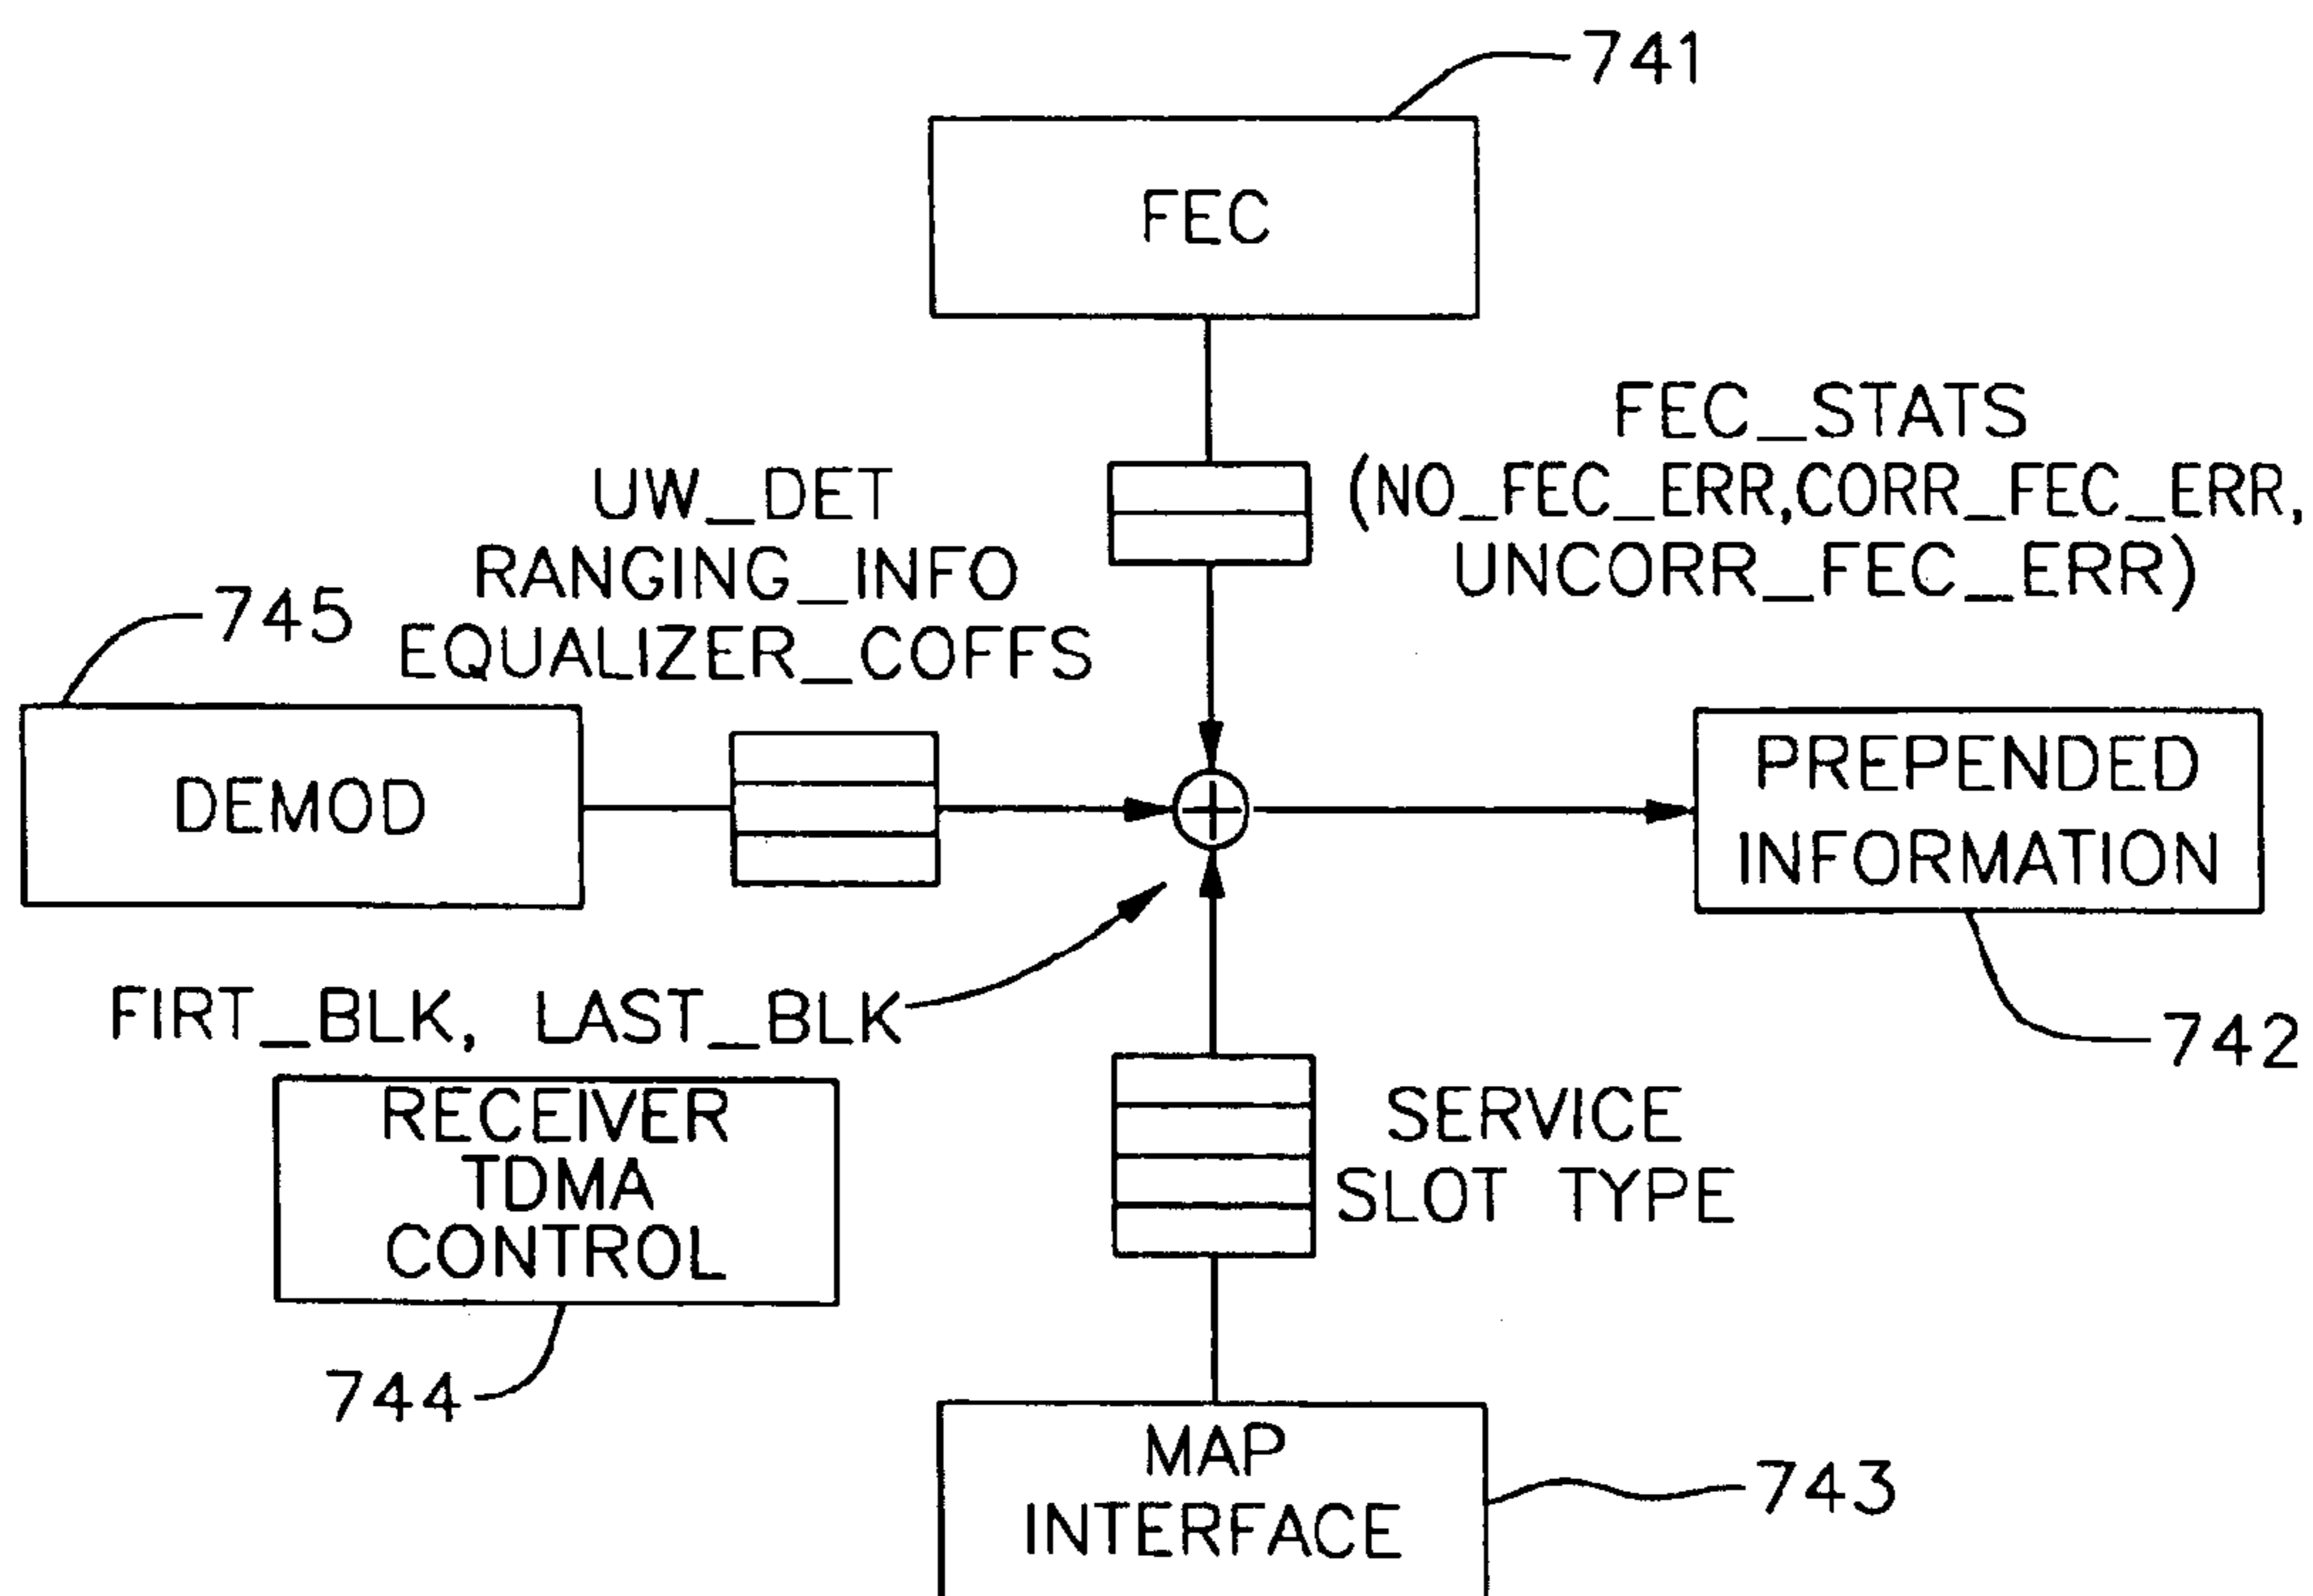 741
FEC
FEC_STATS
(NO_FEC_ERR,CORR_FEC_ERR,
UNCORR_FEC_ERR)
UW_DET
RANGING_INFO
EQUALIZER_COFFS
745
DEMOD
PREPENDED
INFORMATION
742
FIRT_BLK, LAST_BLK
RECEIVER
TDMA
CONTROL
744
SERVICE
SLOT TYPE
MAP
INTERFACE
743